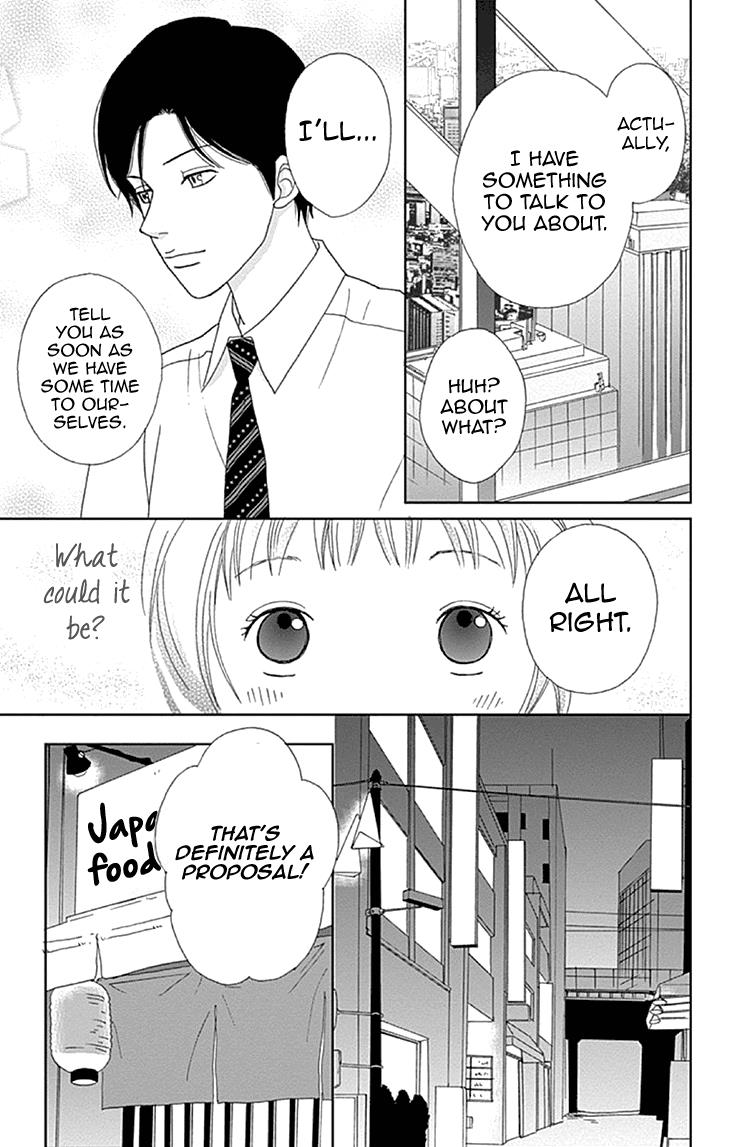 ACTU-
ALLY,
I HAVE
SOMETHING
TO TALK TO
YOU ABOUT.
HUH?
ABOUT
WHAT?
I'LL...
TELL
YOU AS
SOON AS
WE HAVE
SOME TIME
TO OUR-
SELVES.
ALL
RIGHT.
What
could it
be?
THAT'S
DEFINITELY A
PROPOSAL!
Japa
food